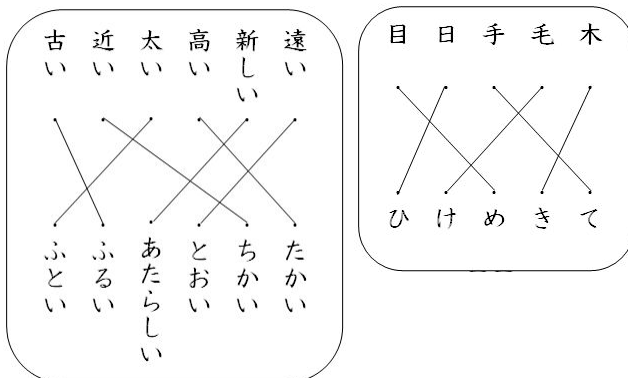 木
毛
手
日
目
て
き
め
け
ひ
遠い
新しい
高い
太い
近い
古い
たかい
ちかい
とおい
あたらしい
ふるい
ふとい